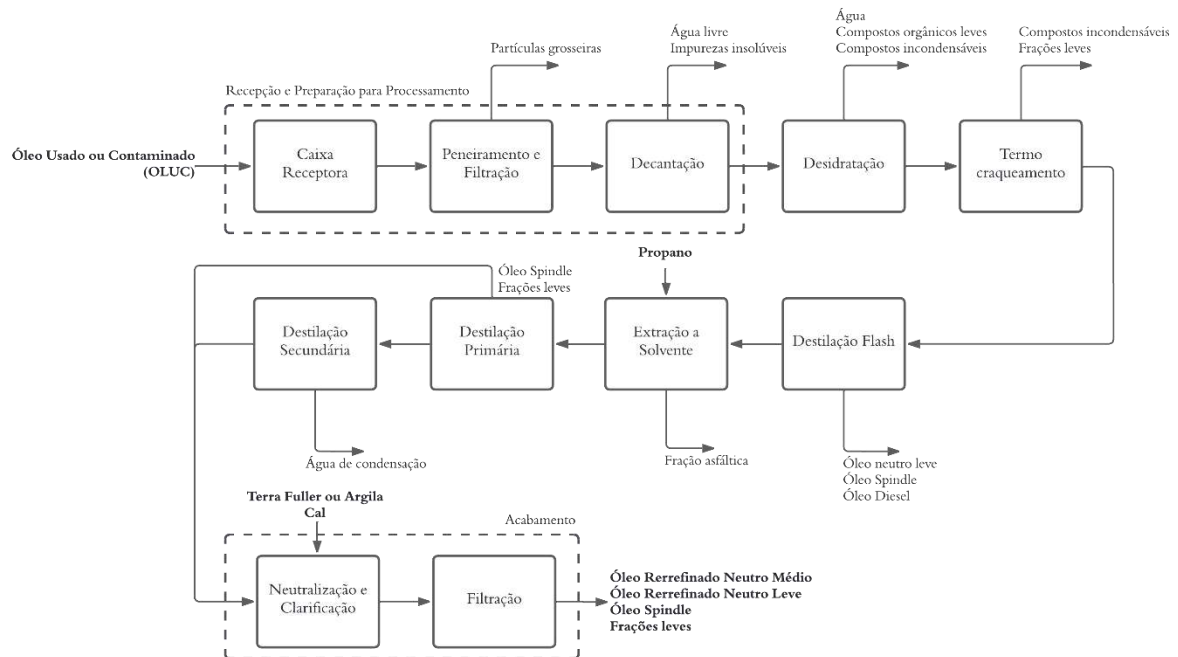 Partículas grosseiras
Água livre
Impurezas insolúveis
Água
Compostos orgânicos leves
Compostos incondensáveis
Compostos incondensáveis
Frações leves
Recepção e Preparação para Processamento
Óleo Usado ou Contaminado
(OLUC)
Caixa
Receptora
Peneiramento e
Filtração
Decantação
Desidratação
Termo
craqueamento
Propano
Óleo Spindle
Frações leves
Destilação
Secundária
Destilação
Primária
Extração a
Solvente
Destilação Flash
Água de condensação
Fração asfáltica
Óleo neutro leve
Óleo Spindle
Óleo Diesel
Terra Fuller ou Argila
Cal
Acabamento
Neutralização e
Clarificação
Filtração
Óleo Rerrefinado Neutro Médio
Óleo Rerrefinado Neutro Leve
Óleo Spindle
Frações leves